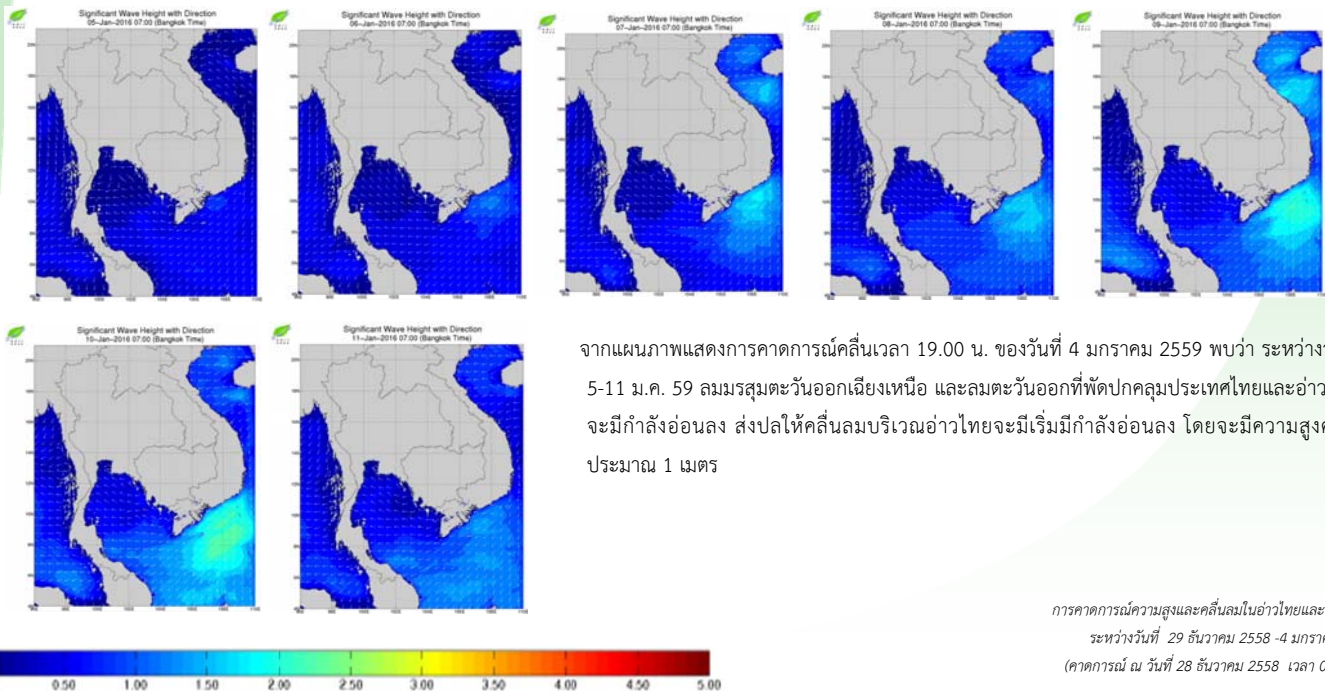 Significant Wave Height with Direction
05-Jan-2016 07:00 (Bangkok Time)
Significant Wave Height with Direction
06-Jan-2016 07:00 (Bangkok Time)
Significant Wave Height with Direction
07-Jan-2016 07:00 (Bangkok Time)
Significant Wave Height with Direction
08-Jan-2016 07:00 (Bangkok Time)
Significant Wave Height with Direction
09-Jan-2016 07:00 (Bangkok Time)
Significant Wave Height with Direction
10-Jan-2016 07:00 (Bangkok Time)
Significant Wave Height with Direction
11-Jan-2016 07:00 (Bangkok Time)
จากแผนภาพแสดงการคาดการณ์คลื่นเวลา 19.00 น. ของวันที่ 4 มกราคม 2559 พบว่า ระหว่าง
5-11 ม.ค. 59 ลมมรสุมตะวันออกเฉียงเหนือ และลมตะวันออกที่พัดปกคลุมประเทศไทยและอ่าว
จะมีกำลังอ่อนลง ส่งปลให้คลื่นลมบริเวณอ่าวไทยจะมีเริ่มมีกำลังอ่อนลง โดยจะมีความสูง
ประมาณ 1 เมตร
การคาดการณ์ความสูงและคลื่นลมในอ่าวไทยและ
ระหว่างวันที่ 29 ธันวาคม 2558 -4
(คาดการณ์ ณ วันที่ 28 ธันวาคม 2558 เวลา 0
0.50 1.00 1.50 2.00 2.50 3.00 3.50 4.00 4.50 5.00